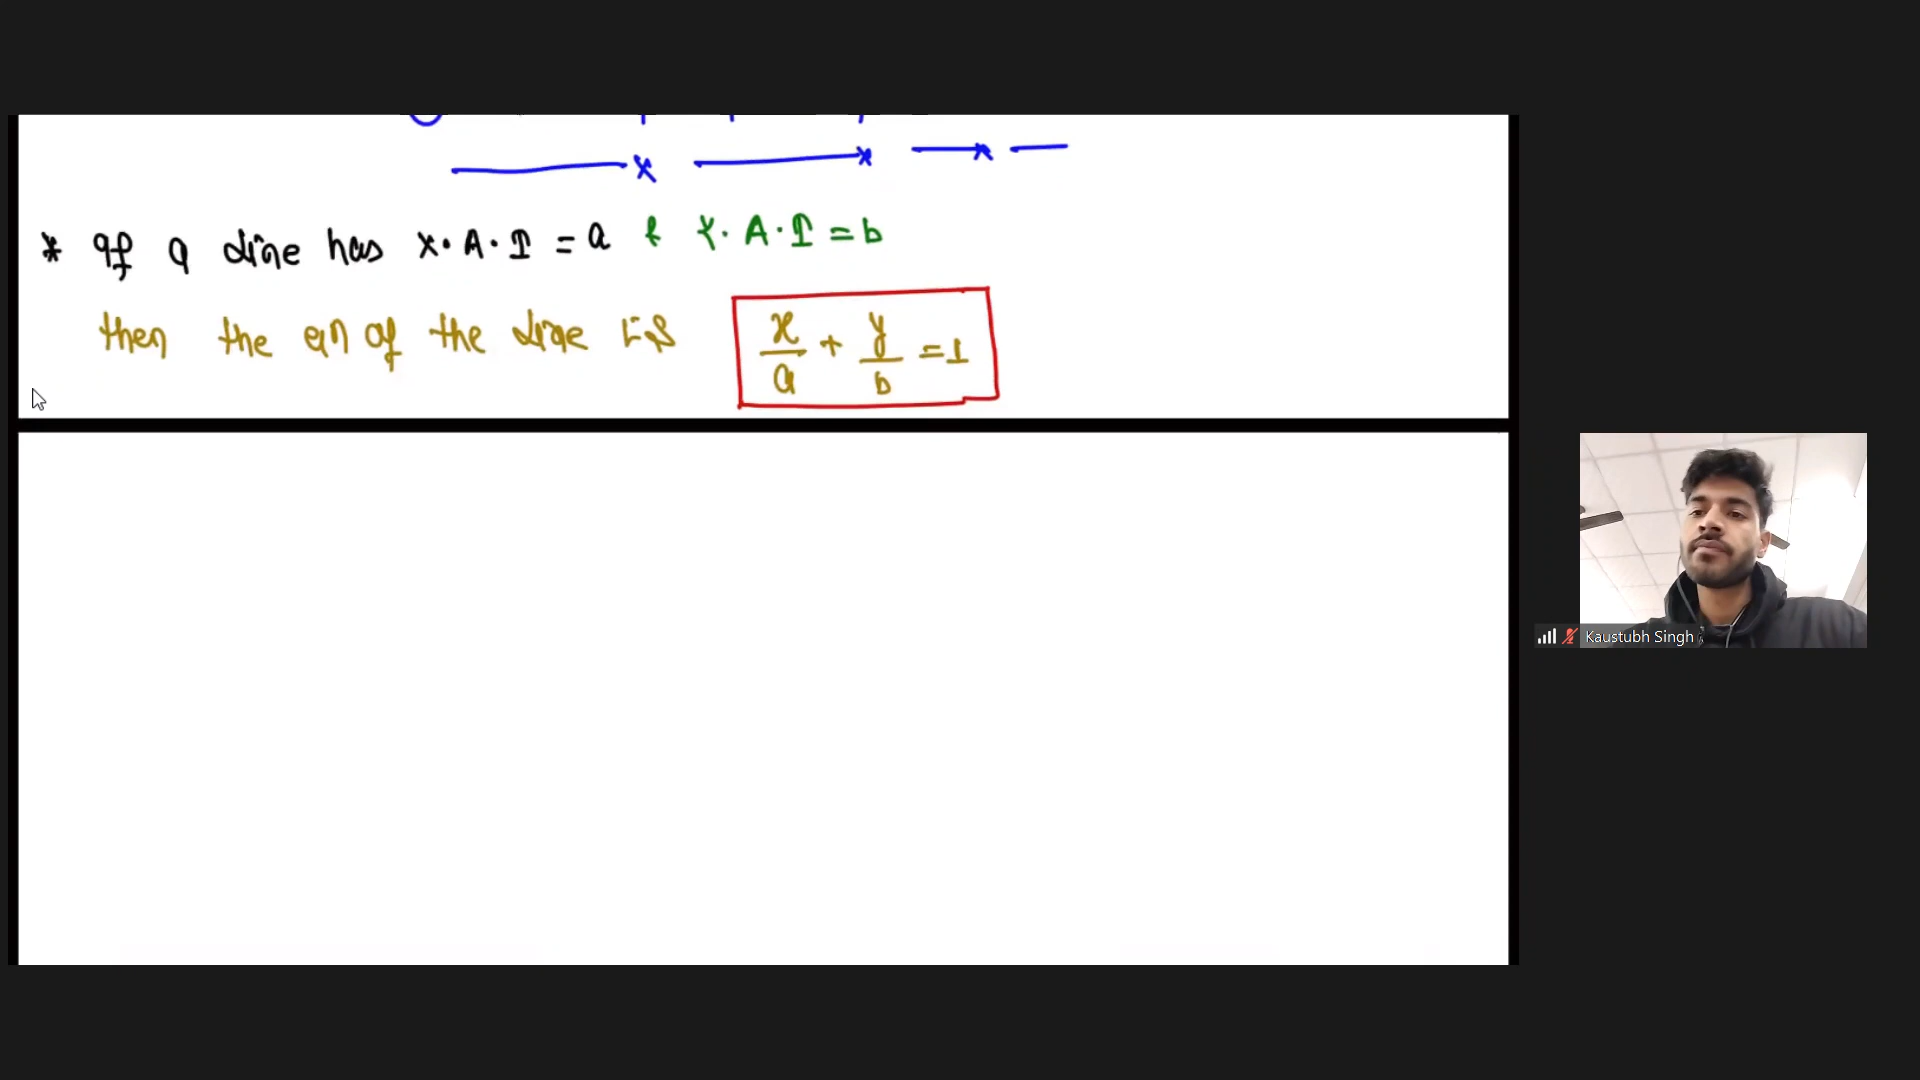 * If a line has X.A.I = a & Y.A.I = b
then the eqn of the line is x/a + y/b = 1
Kaustubh Singh